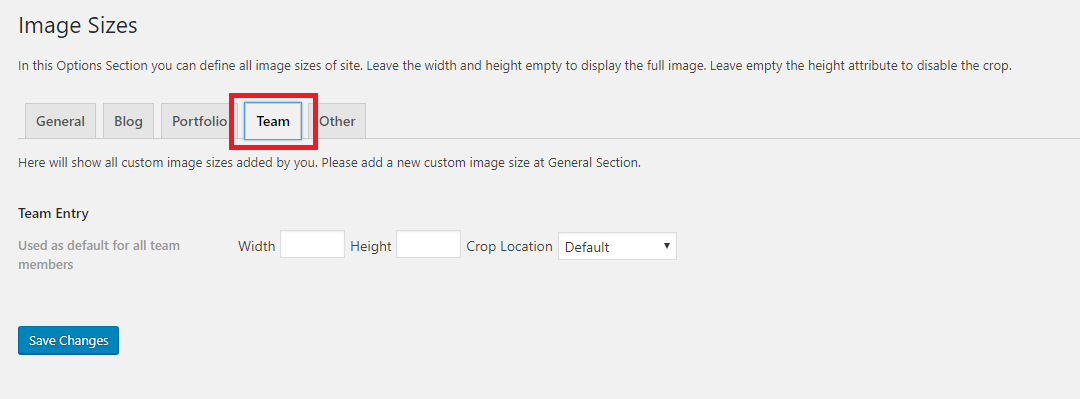 Image Sizes
In this Options Section you can define all image sizes of site. Leave the width and height empty to display the full image. Leave empty the height attribute to disable the crop.
General Blog Portfolio Team Other
Here will show all custom image sizes added by you. Please add a new custom image size at General Section.
Team Entry
Used as default for all team
members
Width Height Crop Location Default
Save Changes